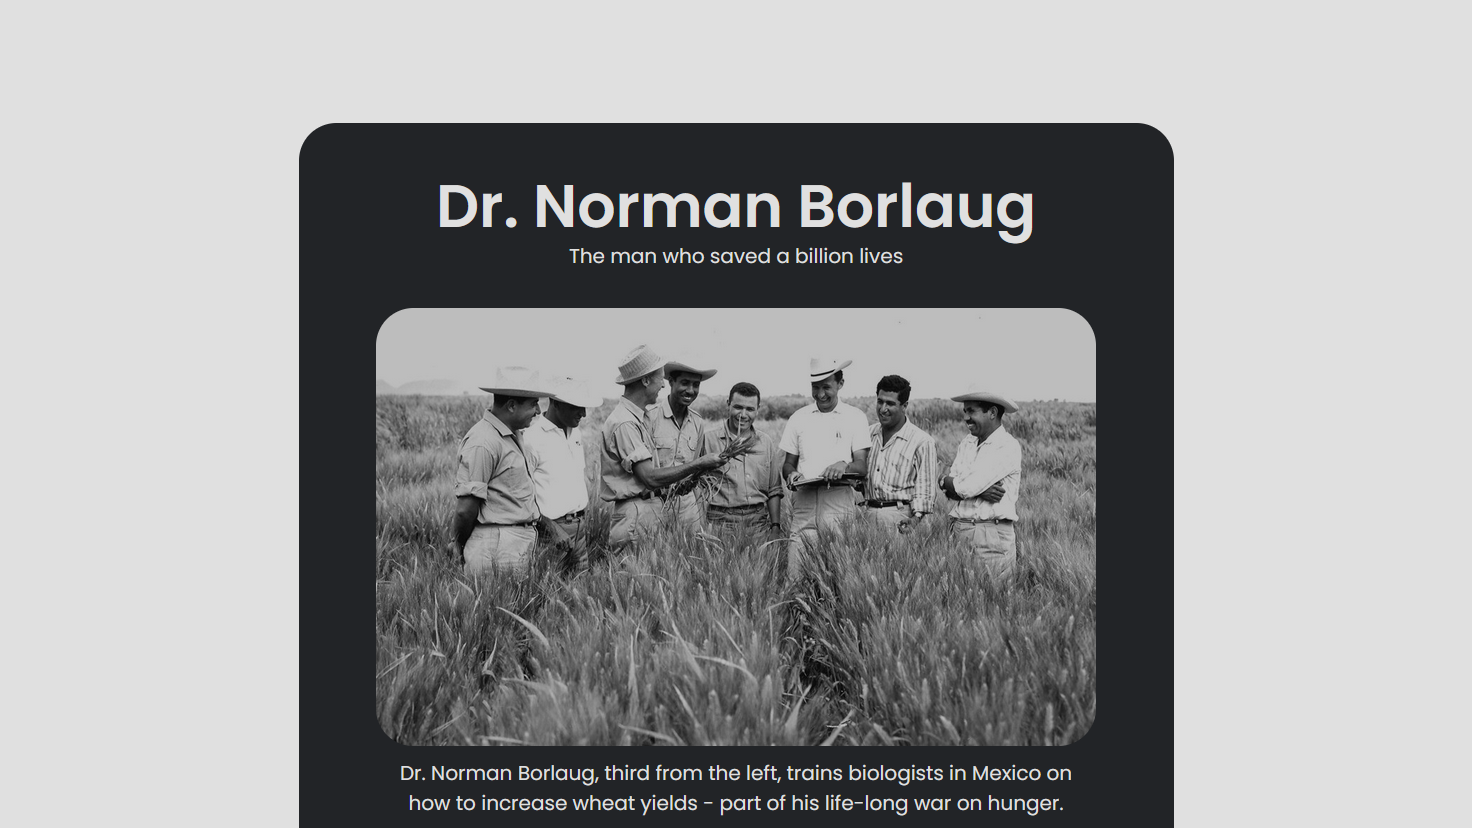 Dr. Norman Borlaug
The man who saved a billion lives
Dr. Norman Borlaug, third from the left, trains biologists in Mexico on
how to increase wheat yields - part of his life-long war on hunger.